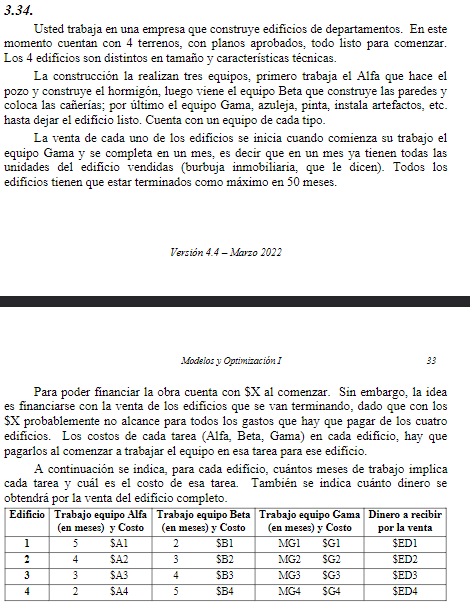 3.34.
Usted trabaja en una empresa que construye edificios de departamentos. En este
momento cuentan con 4 terrenos, con planos aprobados, todo listo para comenzar.
Los 4 edificios son distintos en tamaño y características técnicas.
La construcción la realizan tres equipos, primero trabaja el Alfa que hace el
pozo y construye el hormigón, luego viene el equipo Beta que construye las paredes y
coloca las cañerías; por último el equipo Gama, azuleja, pinta, instala artefactos, etc.
hasta dejar el edificio listo. Cuenta con un equipo de cada tipo.
La venta de cada uno de los edificios se inicia cuando comienza su trabajo el
equipo Gama y se completa en un mes, es decir que en un mes ya tienen todas las
unidades del edificio vendidas (burbuja inmobiliaria, que le dicen). Todos los
edificios tienen que estar terminados como máximo en 50 meses.
Versión 4.4 – Marzo 2022
Modelos y Optimización I 33
Para poder financiar la obra cuenta con $X al comenzar. Sin embargo, la idea
es financiarse con la venta de los edificios que se van terminando, dado que con los
$X probablemente no alcance para todos los gastos que hay que pagar de los cuatro
edificios. Los costos de cada tarea (Alfa, Beta, Gama) en cada edificio, hay que
pagarlos al comenzar a trabajar el equipo en esa tarea para ese edificio.
A continuación se indica, para cada edificio, cuántos meses de trabajo implica
cada tarea y cuál es el costo de esa tarea. También se indica cuánto dinero se
obtendrá por la venta del edificio completo.
Edificio Trabajo equipo Alfa Trabajo equipo Beta Trabajo equipo Gama Dinero a recibir
(en meses) y Costo (en meses) y Costo (en meses) y Costo por la venta
1 5 $A1 2 $B1 MG1 $G1 $ED1
2 4 $A2 3 $B2 MG2 $G2 $ED2
3 3 $A3 4 $B3 MG3 $G3 $ED3
4 2 $A4 5 $B4 MG4 $G4 $ED4